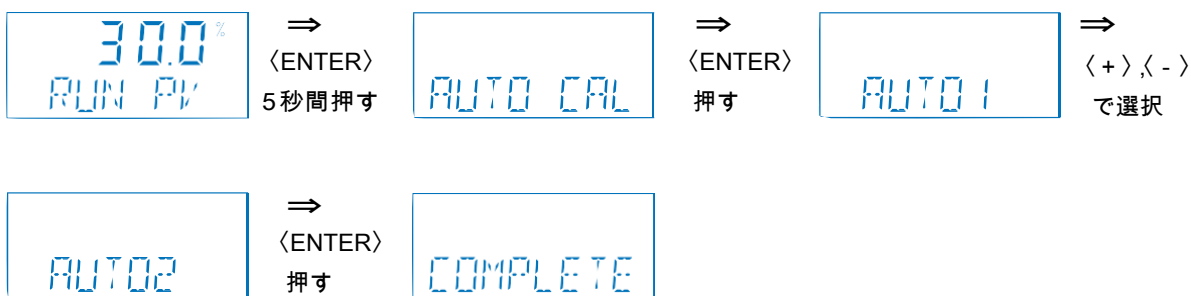 30.0%
RUN PV
⇒
〈ENTER〉
5秒間押す
AUTO CAL
⇒
〈ENTER〉
押す
AUTO1
⇒
〈+〉,〈-〉
で選択
AUTO2
⇒
〈ENTER〉
押す
COMPLETE